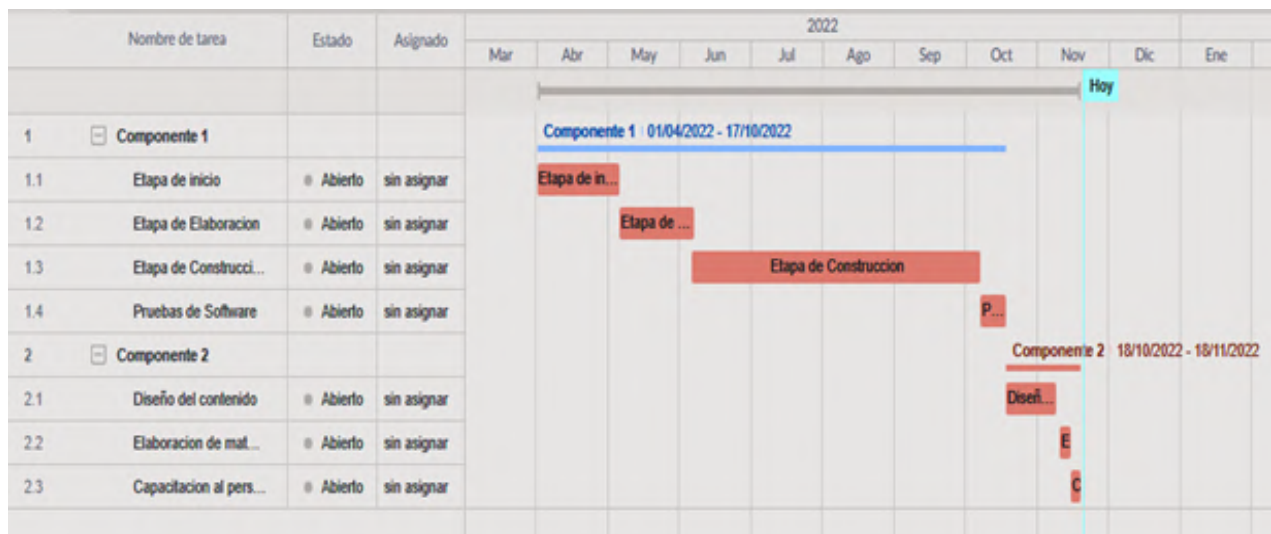 2022
Nombre de tarea Estado Asignado
Mar Abr May Jun Jul Ago Sep Oct Nov Dic Ene
Hoy
1 Componente 1 Componente 1 01/04/2022 - 17/10/2022
1.1 Etapa de inicio Abierto sin asignar Etapa de in...
1.2 Etapa de Elaboracion Abierto sin asignar Etapa de ...
1.3 Etapa de Construcci... Abierto sin asignar Etapa de Construccion
1.4 Pruebas de Software Abierto sin asignar P...
2 Componente 2 Componente 2 18/10/2022 - 18/11/2022
2.1 Diseño del contenido Abierto sin asignar Diseñ...
2.2 Elaboracion de mat... Abierto sin asignar E
2.3 Capacitacion al pers... Abierto sin asignar C